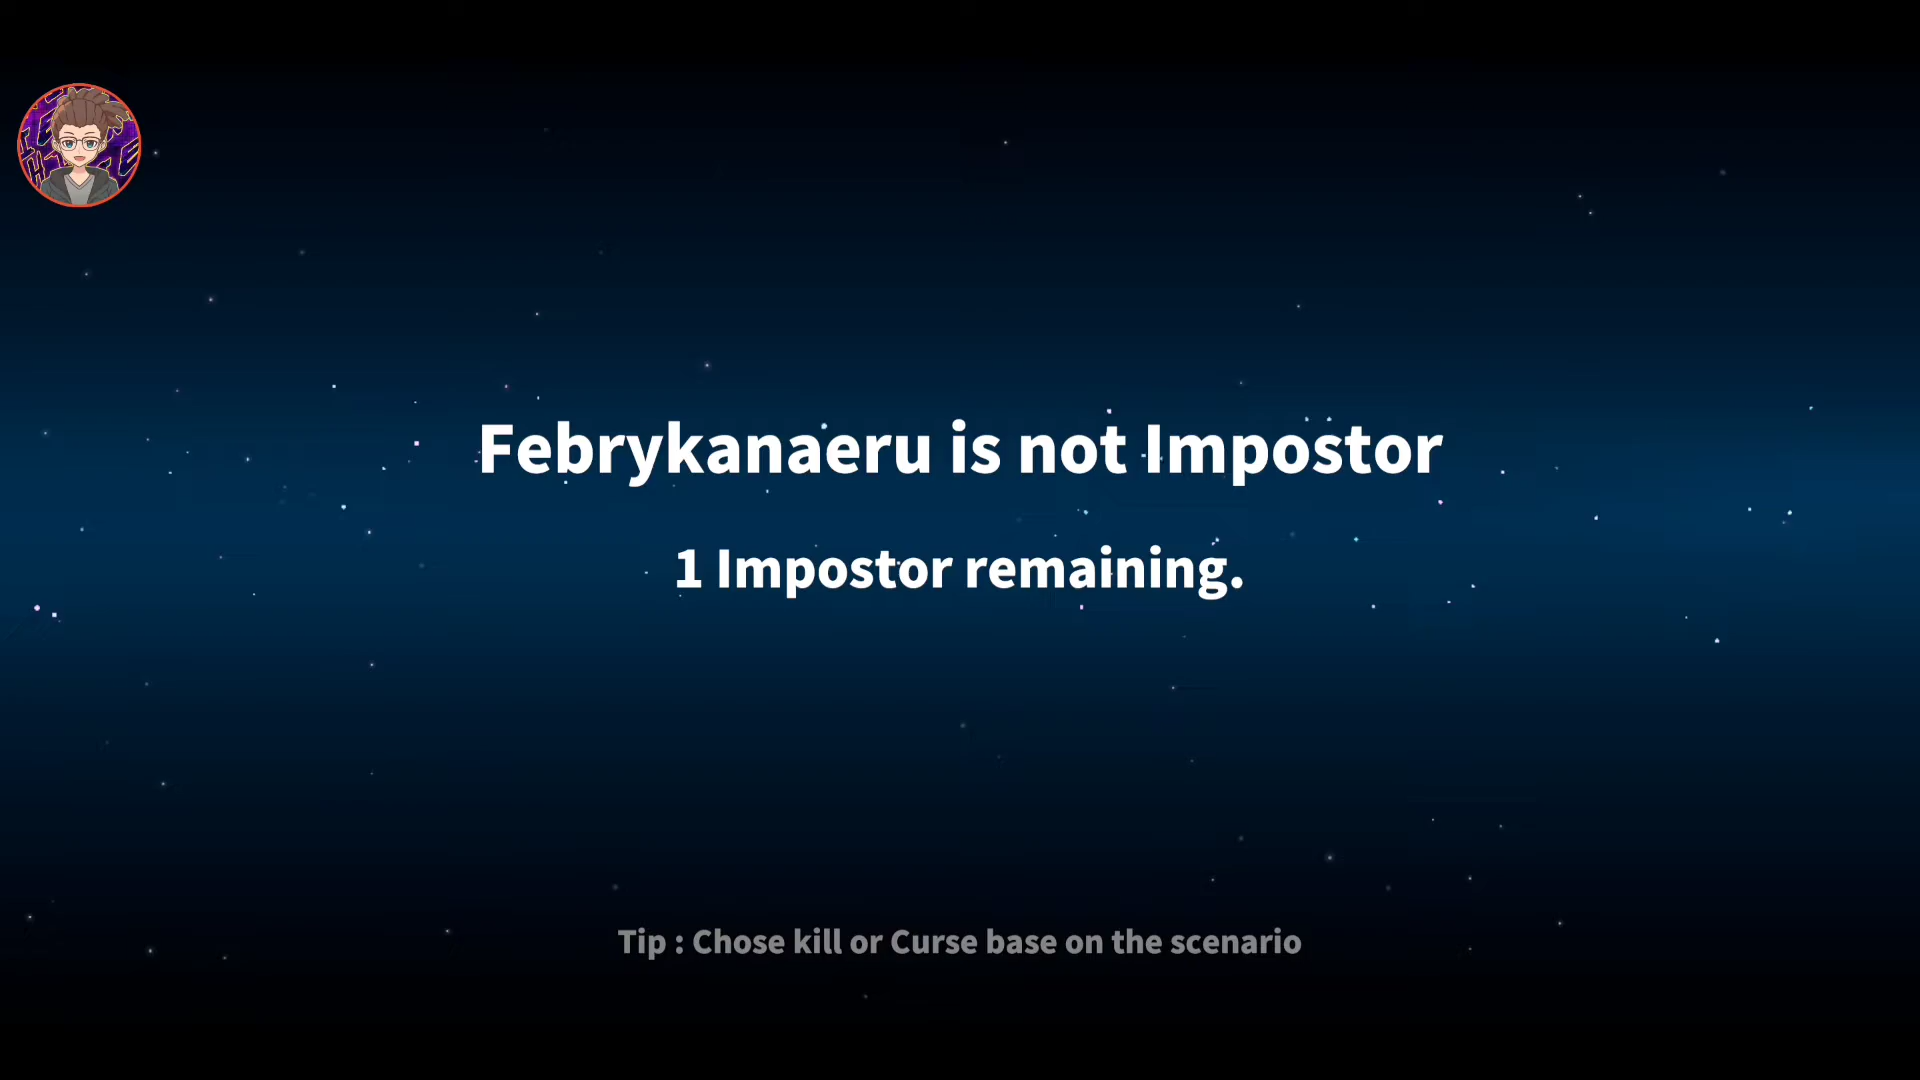 Febrykanaeru is not Impostor
1 Impostor remaining.
Tip : Chose kill or Curse base on the scenario